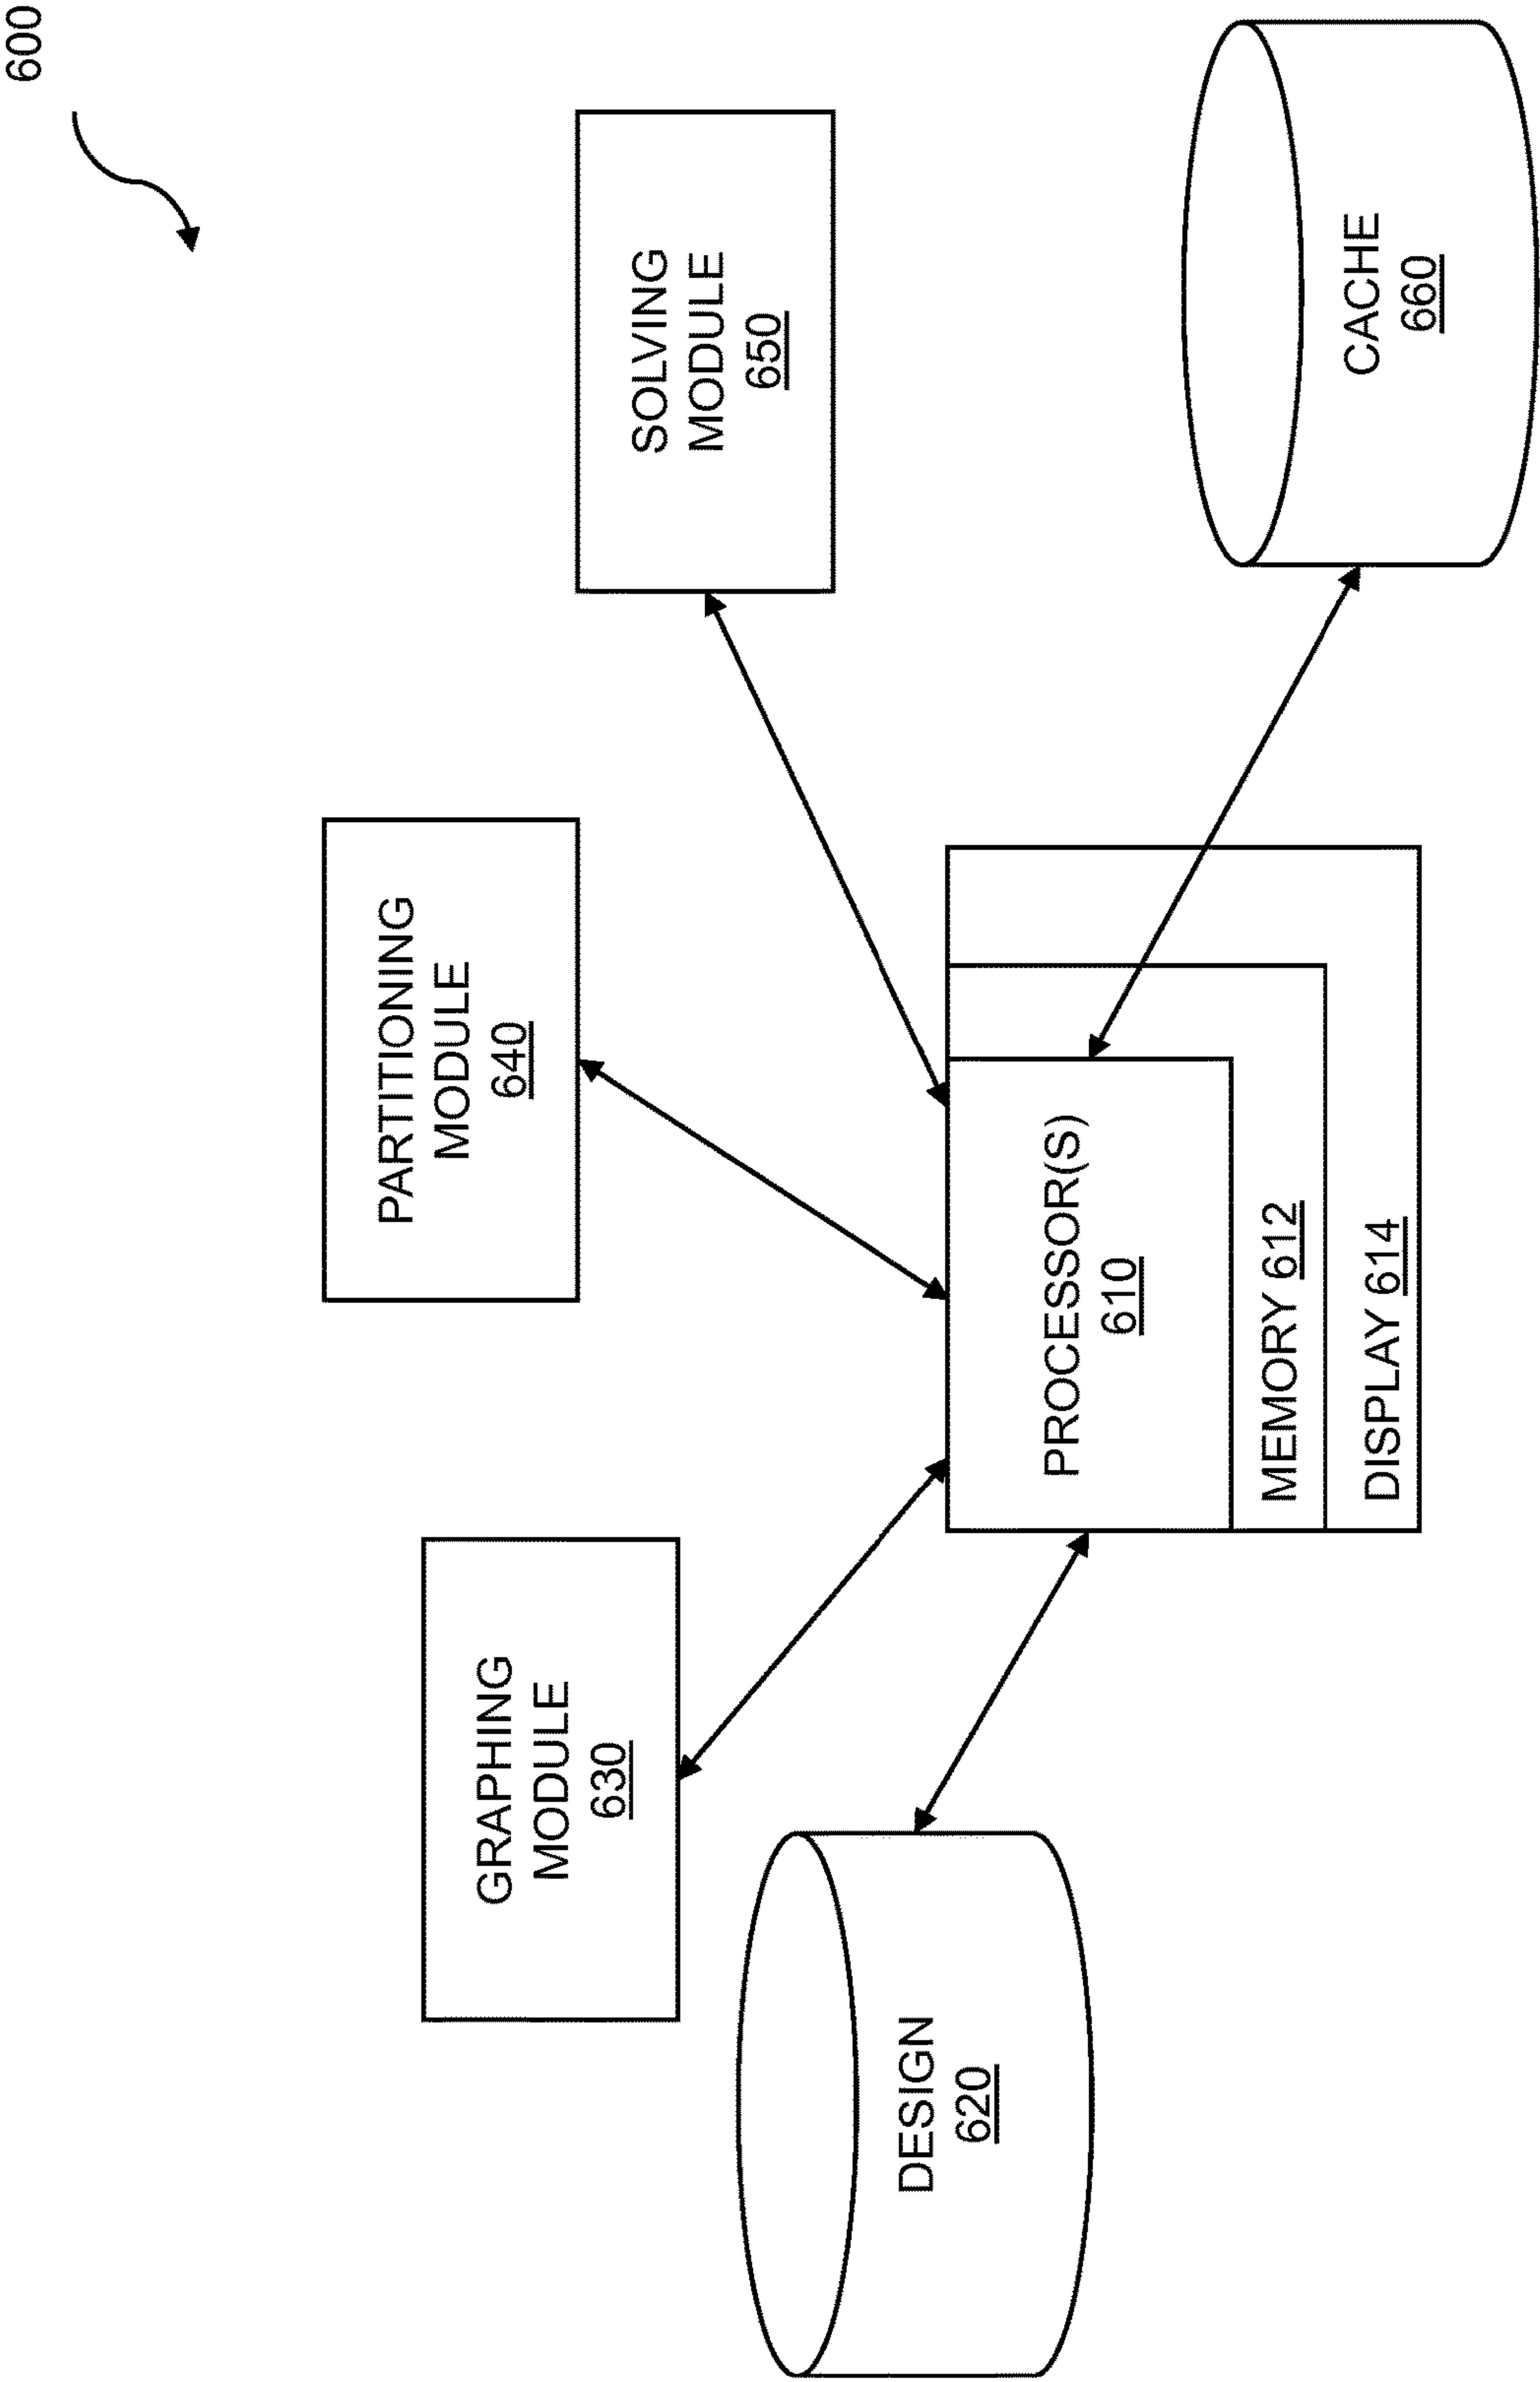 600
GRAPHING
MODULE
630
PARTITIONING
MODULE
640
SOLVING
MODULE
650
DESIGN
620
PROCESSOR(S)
610
MEMORY 612
DISPLAY 614
CACHE
660